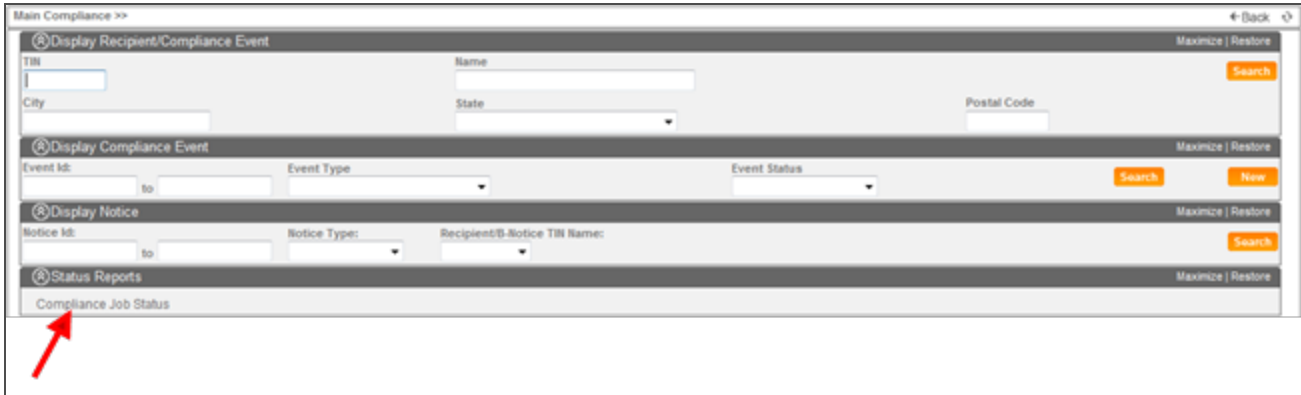 Main Compliance >> Back
Display Recipient/Compliance Event Maximize | Restore
TIN Name
Search
City State Postal Code
Display Compliance Event Maximize | Restore
Event Id: Event Type Event Status
to Search New
Display Notice Maximize | Restore
Notice Id: Notice Type: Recipient/B-Notice TIN Name:
to Search
Status Reports Maximize | Restore
Compliance Job Status